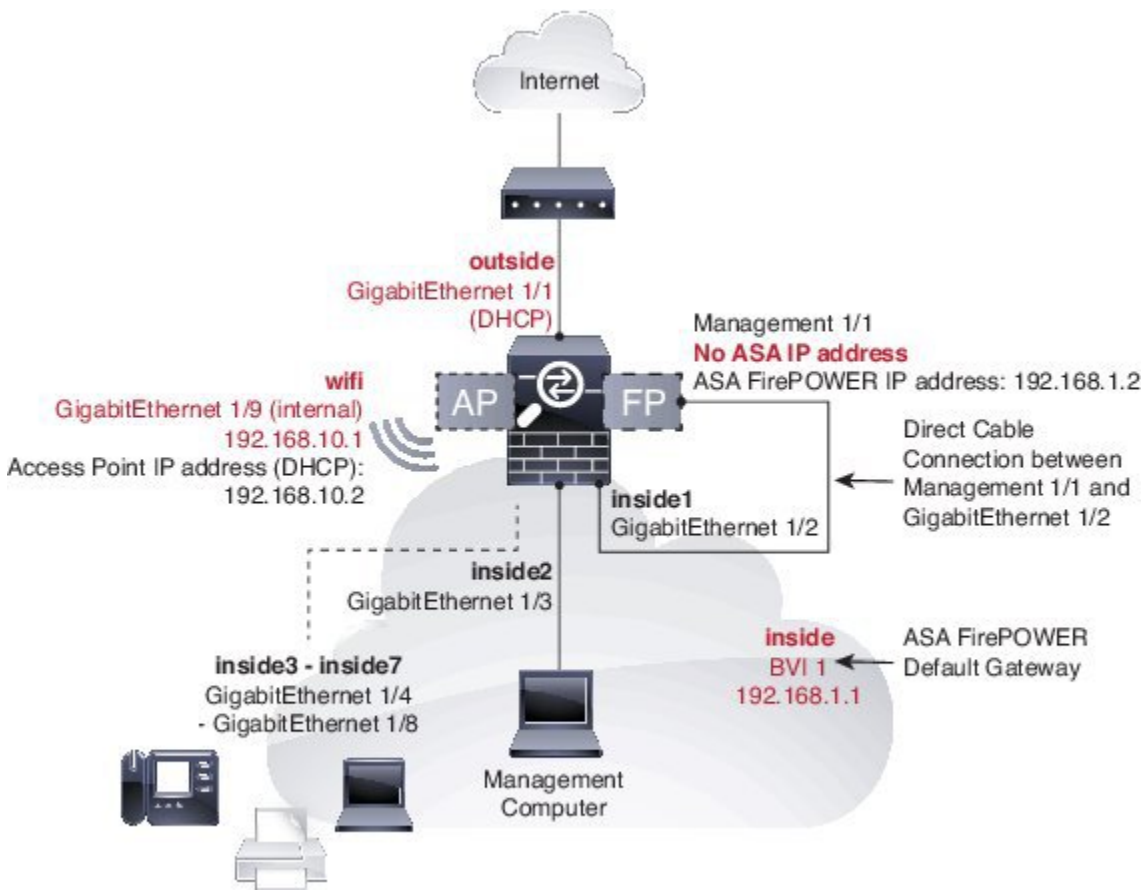 Internet
outside
GigabitEthernet 1/1
(DHCP)
Management 1/1
No ASA IP address
ASA FirePOWER IP address: 192.168.1.2
wifi
GigabitEthernet 1/9 (internal)
192.168.10.1
Access Point IP address (DHCP):
192.168.10.2
AP
FP
Direct Cable
Connection between
Management 1/1 and
GigabitEthernet 1/2
inside1
GigabitEthernet 1/2
inside2
GigabitEthernet 1/3
inside
BVI 1
192.168.1.1
ASA FirePOWER
Default Gateway
inside3 - inside7
GigabitEthernet 1/4
- GigabitEthernet 1/8
Management
Computer